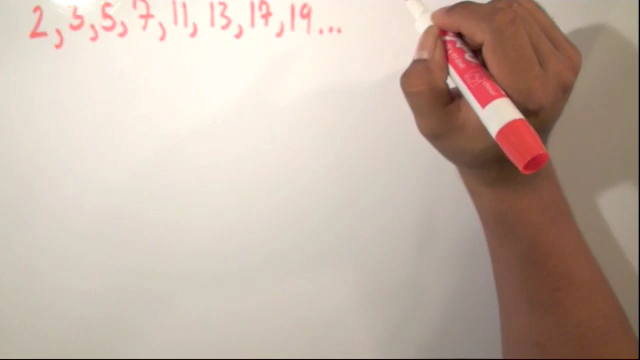 2, 3, 5, 7, 11, 13, 17, 19...